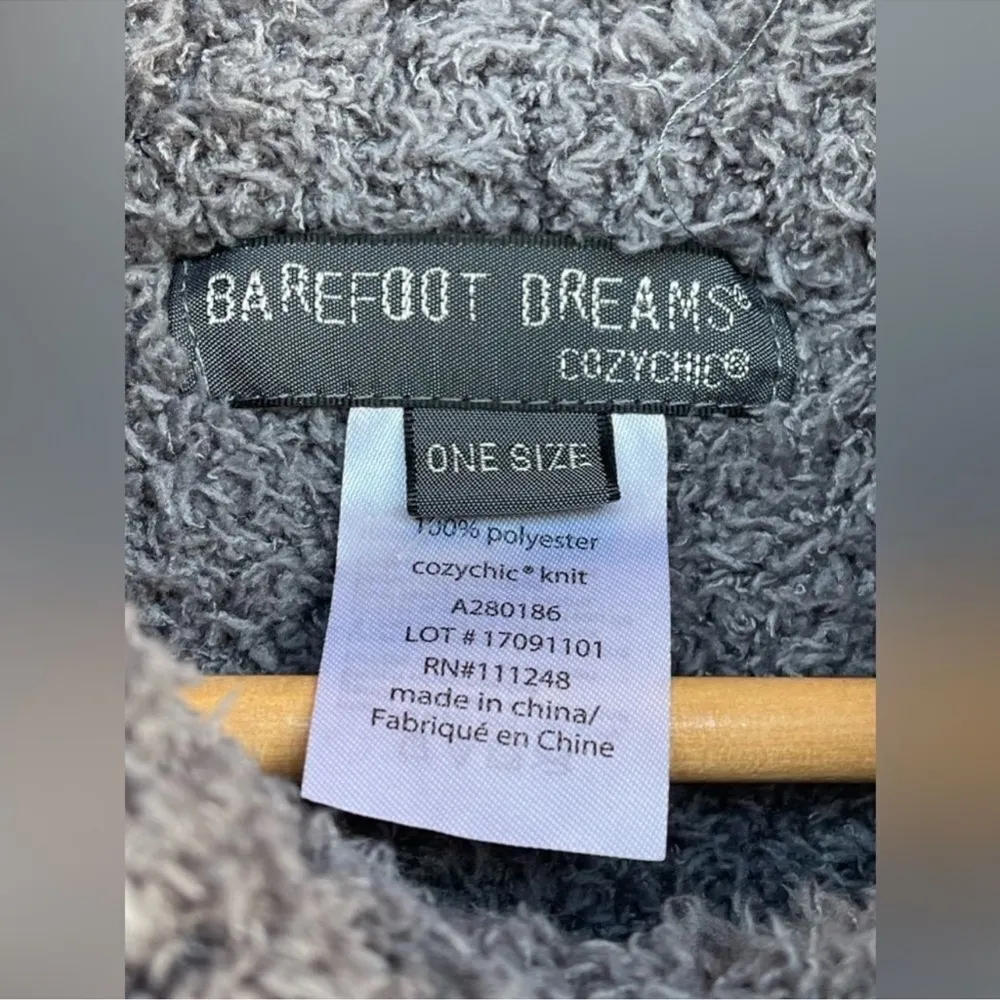 BAREFOOT DREAMS®
COZYCHIC®
ONE SIZE
100% polyester
cozychic® knit
A280186
LOT # 17091101
RN#111248
made in china/
Fabriqué en Chine